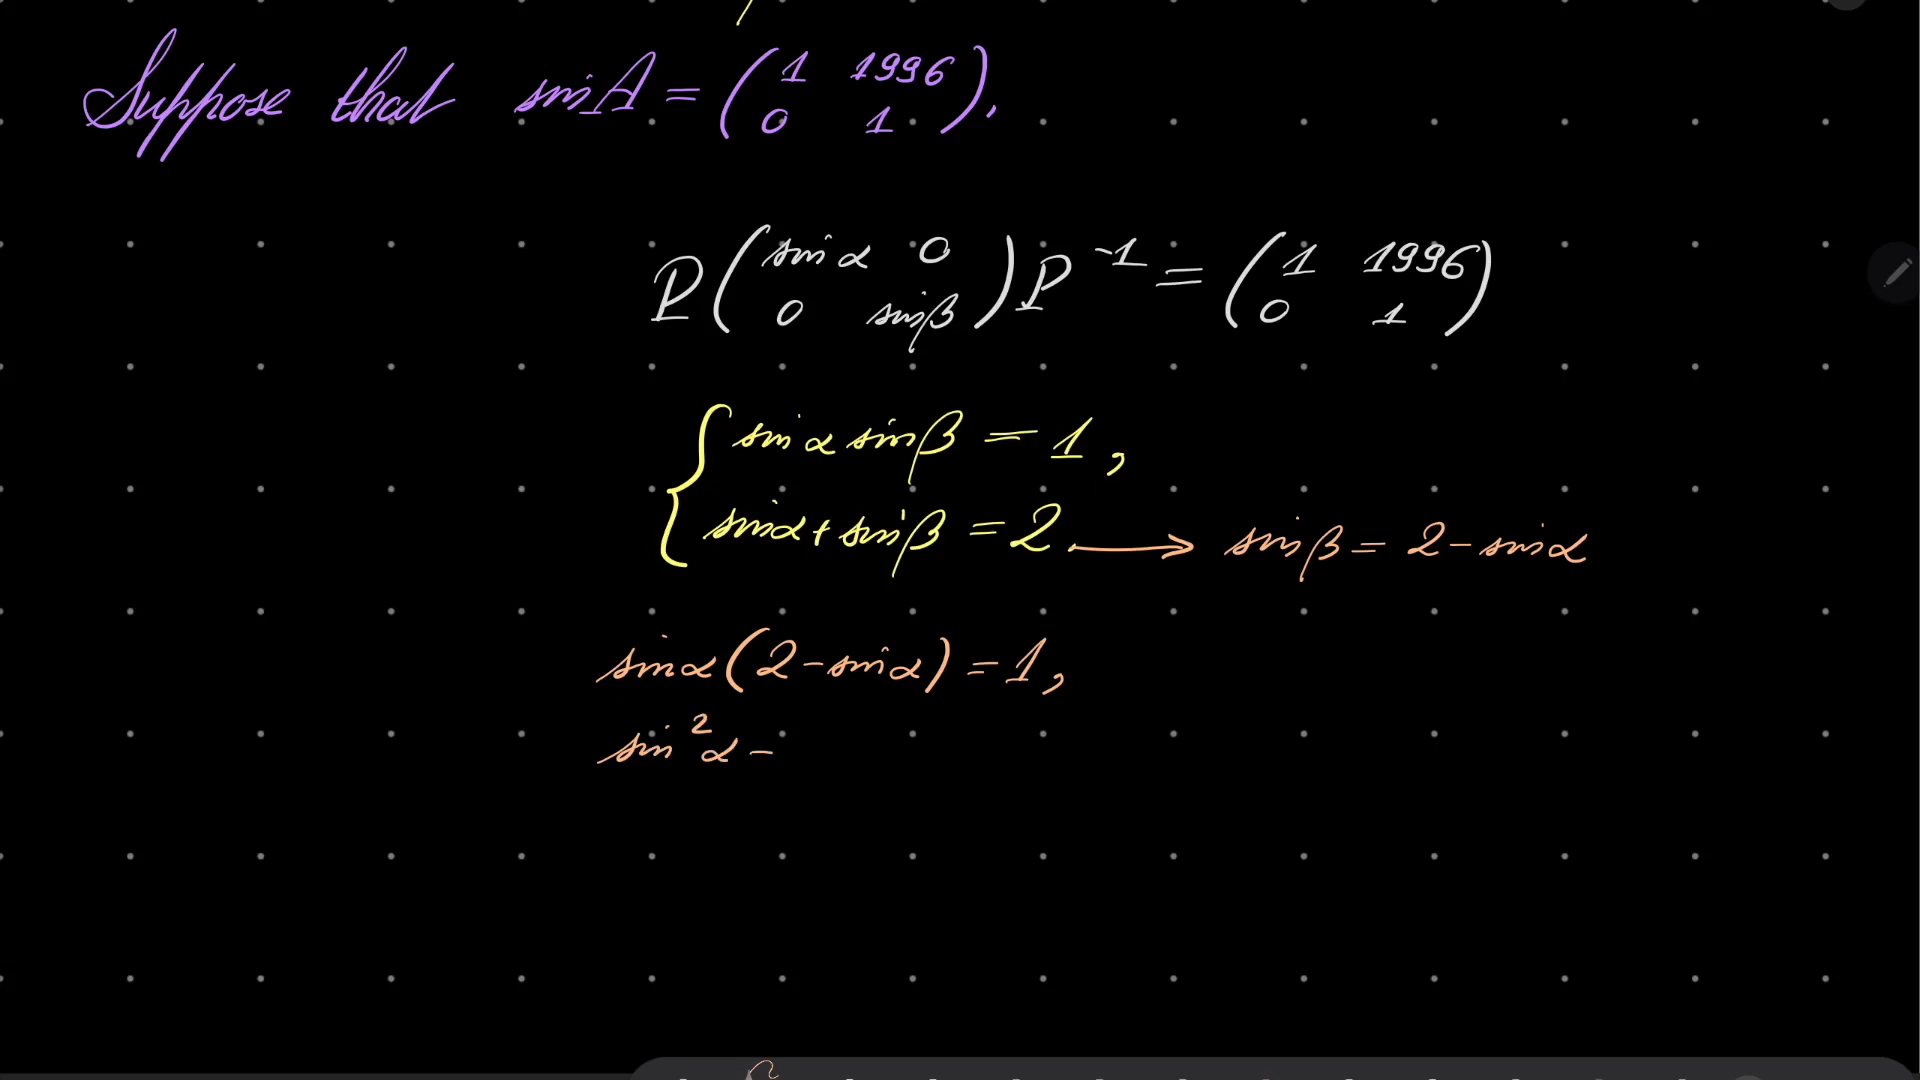 Suppose that sin A = (1 1996 0 1).
P (sin α 0 0 sin β) P⁻¹ = (1 1996 0 1)
{ sin α sin β = 1,
sin α + sin β = 2. → sin β = 2 − sin α
sin α (2 − sin α) = 1,
sin² α −